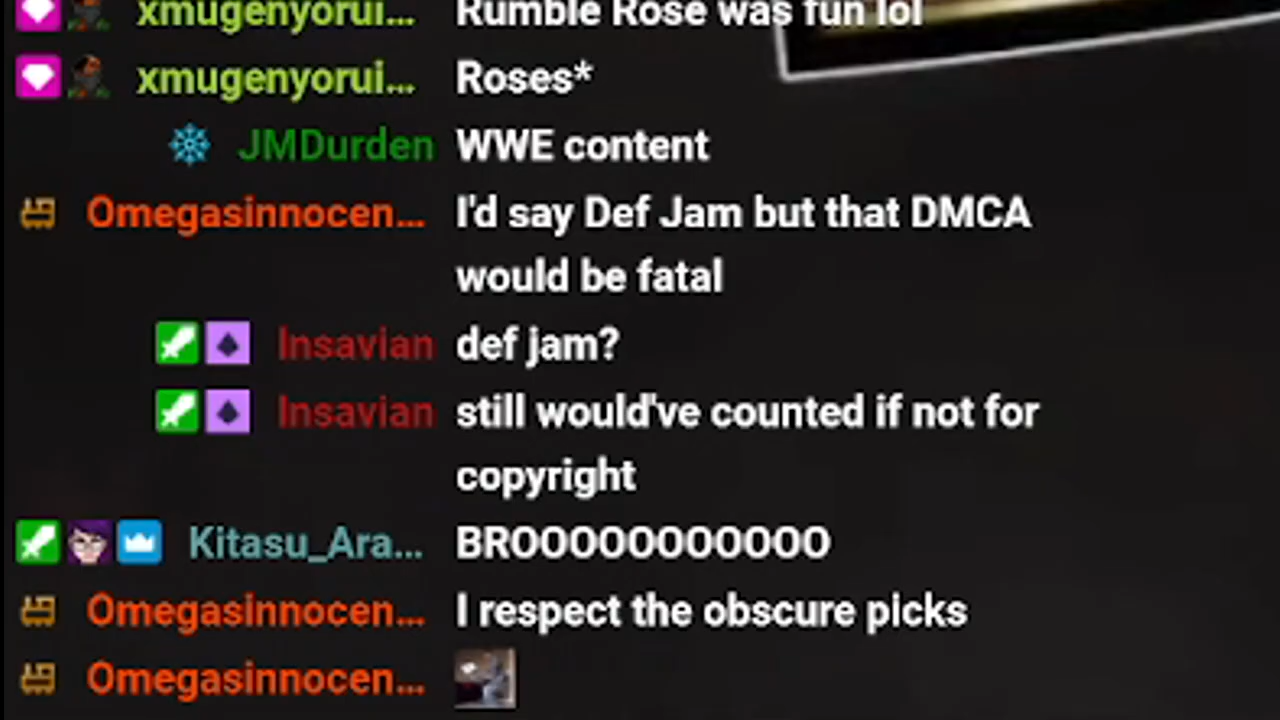 xmugenyorui... Rumble Rose was fun lol
xmugenyorui... Roses*
JMDurden WWE content
Omegasinnocen... I'd say Def Jam but that DMCA
would be fatal
Insavian def jam?
Insavian still would've counted if not for
copyright
Kitasu_Ara... BROOOOOOOOOOO
Omegasinnocen... I respect the obscure picks
Omegasinnocen...